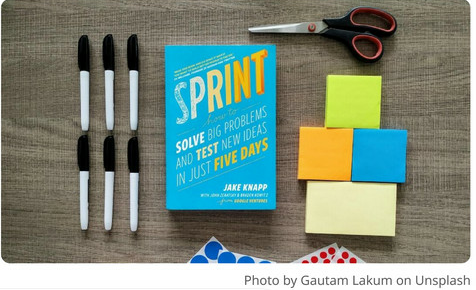 SPRINT
how to
SOLVE BIG PROBLEMS
AND TEST NEW IDEAS
IN JUST FIVE DAYS
JAKE KNAPP
WITH JOHN ZERATSKY & BRADEN KOWITZ
from GOOGLE VENTURES
Photo by Gautam Lakum on Unsplash